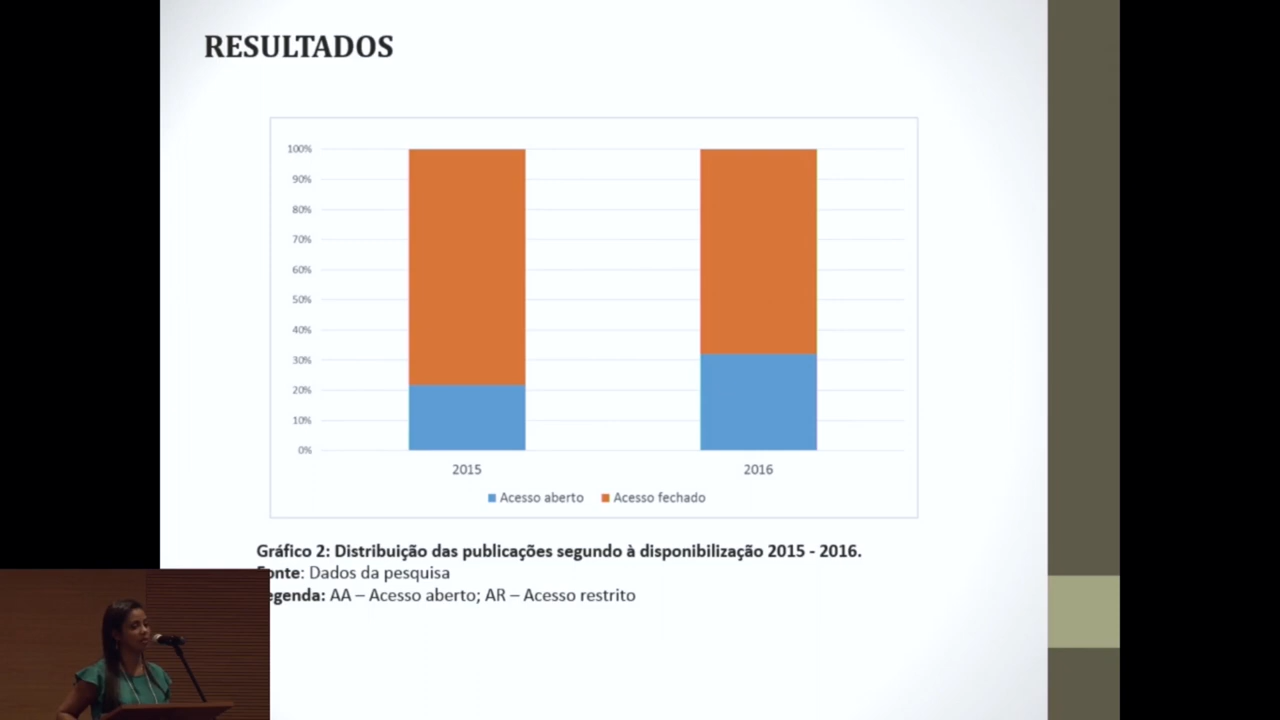 RESULTADOS
100%
90%
80%
70%
60%
50%
40%
30%
20%
10%
0%
2015 2016
Acesso aberto Acesso fechado
Gráfico 2: Distribuição das publicações segundo à disponibilização 2015 - 2016.
onte: Dados da pesquisa
egenda: AA – Acesso aberto; AR – Acesso restrito